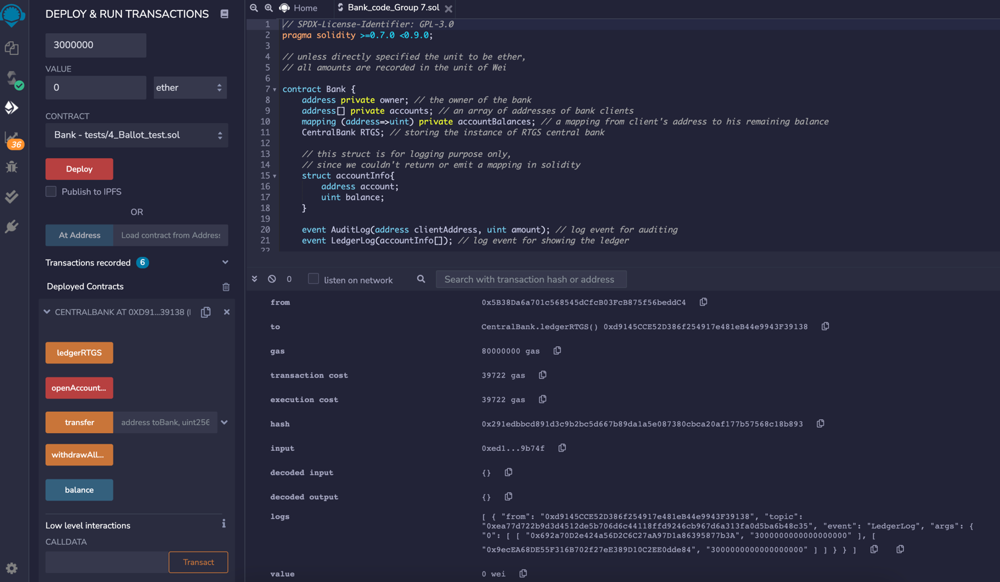 DEPLOY & RUN TRANSACTIONS
3000000
VALUE
0
ether
CONTRACT
Bank - tests/4_Ballot_test.sol
Deploy
Publish to IPFS
OR
At Address
Load contract from Address
Transactions recorded 6
Deployed Contracts
CENTRALBANK AT 0XD91...39138 (
ledgerRTGS
openAccount...
transfer
address toBank, uint256
withdrawAll...
balance
Low level interactions
i
CALLDATA
Transact
36
Home
Bank_code_Group 7.sol
1 // SPDX-License-Identifier: GPL-3.0
2 pragma solidity >=0.7.0 <0.9.0;
3
4 // unless directly specified the unit to be ether,
5 // all amounts are recorded in the unit of Wei
6
7 contract Bank {
8 address private owner; // the owner of the bank
9 address[] private accounts; // an array of addresses of bank clients
10 mapping (address=>uint) private accountBalances; // a mapping from client's address to his remaining balance
11 CentralBank RTGS; // storing the instance of RTGS central bank
12
13 // this struct is for logging purpose only,
14 // since we couldn't return or emit a mapping in solidity
15 struct accountInfo{
16 address account;
17 uint balance;
18 }
19
20 event AuditLog(address clientAddress, uint amount); // log event for auditing
21 event LedgerLog(accountInfo[]); // log event for showing the ledger
22
0
listen on network
Search with transaction hash or address
from 0x5B38Da6a701c568545dCfcB03FcB875f56beddC4
to CentralBank.ledgerRTGS() 0xd9145CCE52D386f254917e481eB44e9943F39138
gas 80000000 gas
transaction cost 39722 gas
execution cost 39722 gas
hash 0x291edbbcd891d3c9b2bc5d667b89da1a5e087380cbca20af177b57568c18b893
input 0xed1...9b74f
decoded input {}
decoded output {}
logs [ { "from": "0xd9145CCE52D386f254917e481eB44e9943F39138", "topic":
"0xea77d722b9d3d4512de5b706d6c44118ffd9246cb967d6a313fa0d5ba6b48c35", "event": "LedgerLog", "args": {
"0": [ [ "0x692a70D2e424a56D2C6C27aA97D1a86395877b3A", "3000000000000000000" ], [
"0x9ecEA68DE55F316B702f27eE389D10C2EE0dde84", "3000000000000000000" ] ] } } ]
value 0 wei